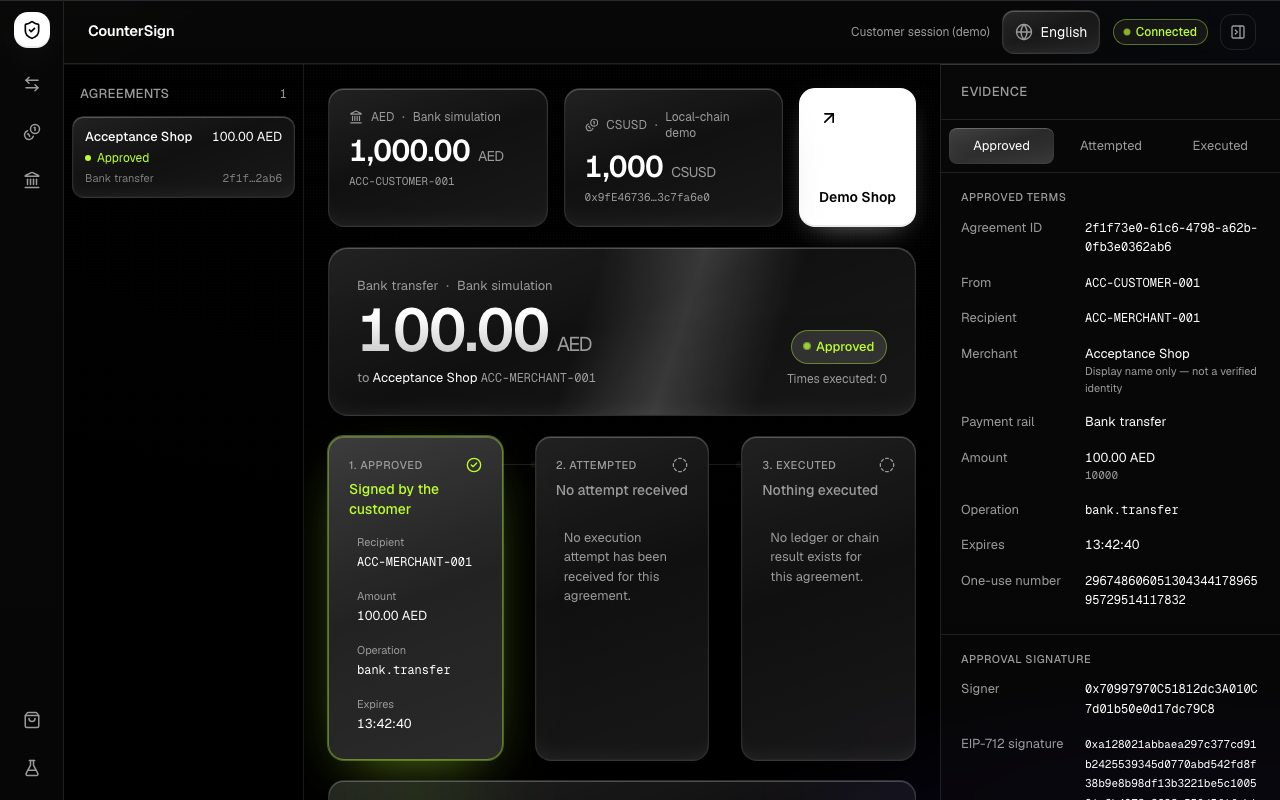 CounterSign
Customer session (demo)
English
Connected
AGREEMENTS 1
Acceptance Shop 100.00 AED
Approved
Bank transfer 2f1f…2ab6
AED · Bank simulation
1,000.00 AED
ACC-CUSTOMER-001
CSUSD · Local-chain
demo
1,000 CSUSD
0x9fE46736…3c7fa6e0
Demo Shop
Bank transfer · Bank simulation
100.00 AED
to Acceptance Shop ACC-MERCHANT-001
Approved
Times executed: 0
1. APPROVED
Signed by the
customer
Recipient
ACC-MERCHANT-001
Amount
100.00 AED
Operation
bank.transfer
Expires
13:42:40
2. ATTEMPTED
No attempt received
No execution
attempt has been
received for this
agreement.
3. EXECUTED
Nothing executed
No ledger or chain
result exists for
this agreement.
EVIDENCE
Approved Attempted Executed
APPROVED TERMS
Agreement ID 2f1f73e0-61c6-4798-a62b-
0fb3e0362ab6
From ACC-CUSTOMER-001
Recipient ACC-MERCHANT-001
Merchant Acceptance Shop
Display name only — not a verified
identity
Payment rail Bank transfer
Amount 100.00 AED
10000
Operation bank.transfer
Expires 13:42:40
One-use number 296748606051304344178965
95729514117832
APPROVAL SIGNATURE
Signer 0x70997970C51812dc3A010C
7d01b50e0d17dc79C8
EIP-712 signature 0xa128021abbaea297c377cd91
b2425539345d0770abd542fd8f
38b9e8b98df13b3221be5c1005